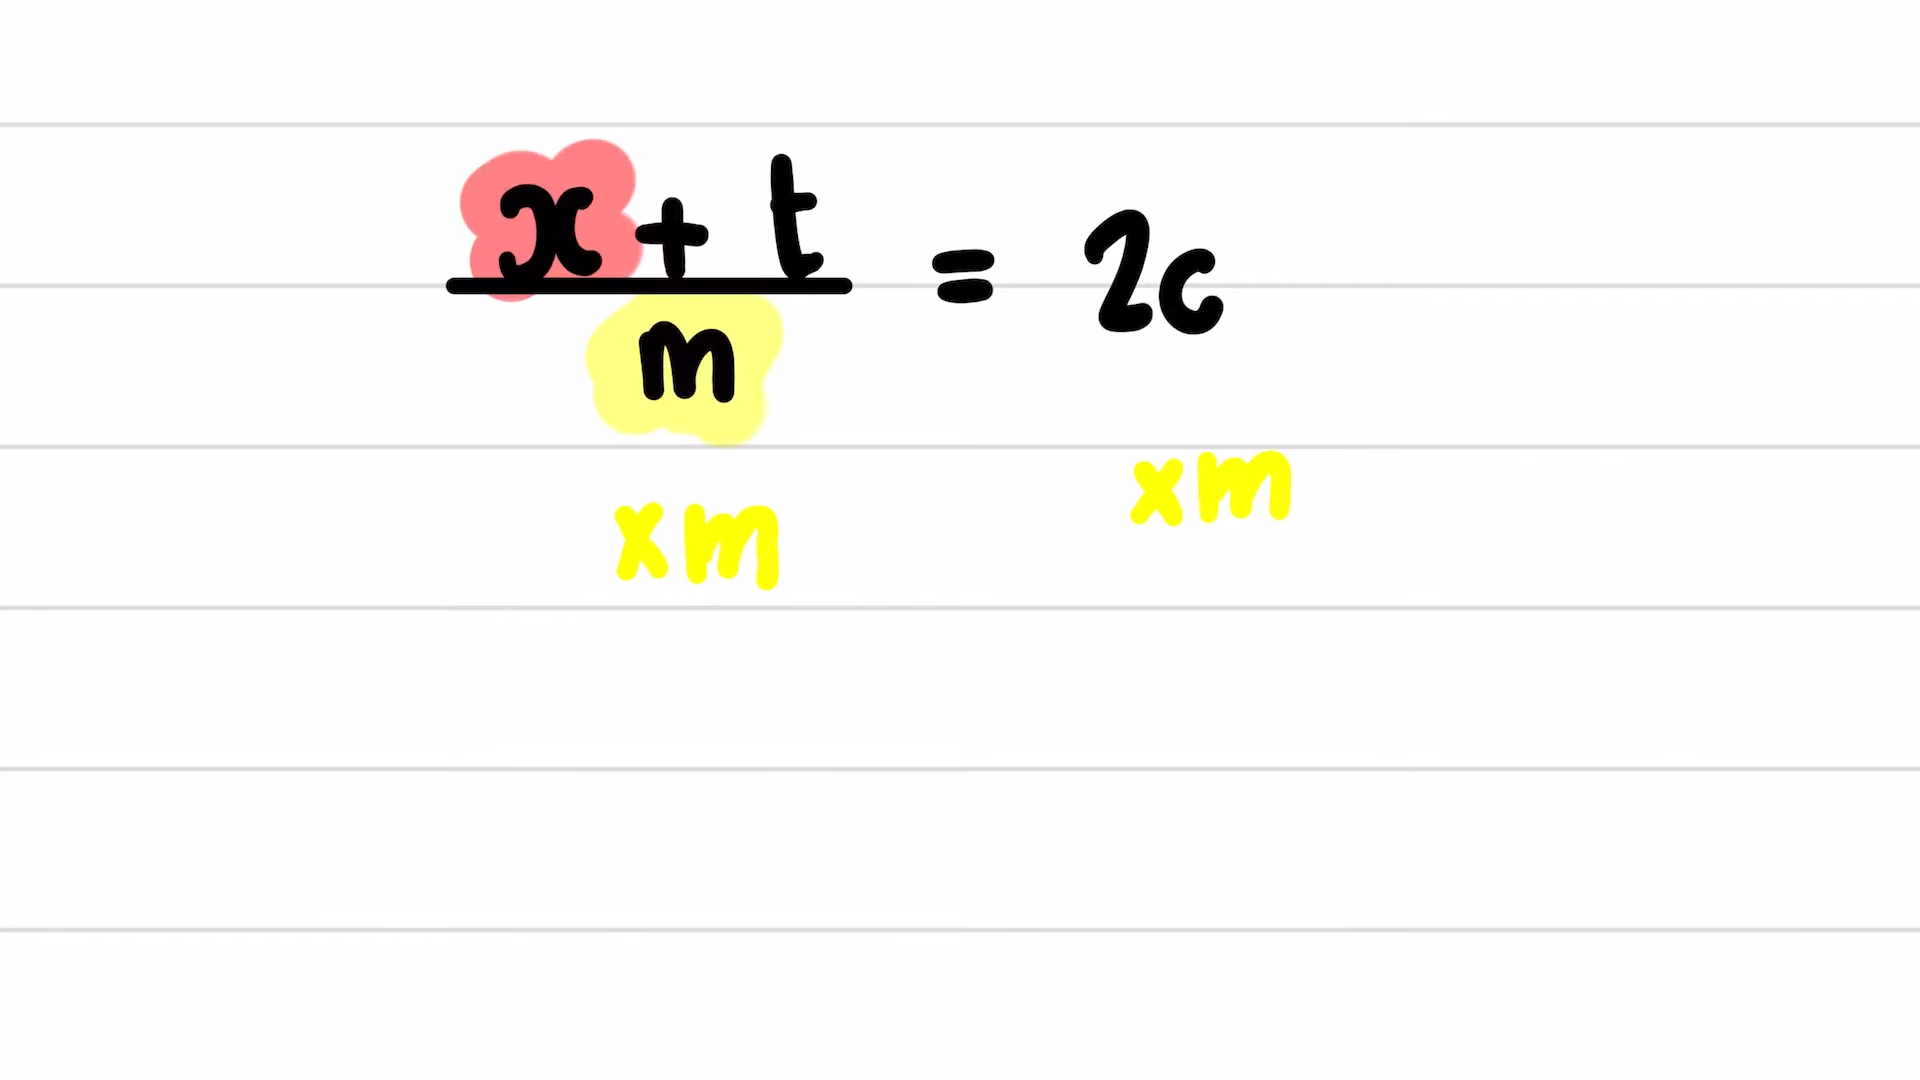 x + t = 2c
m
xm xm